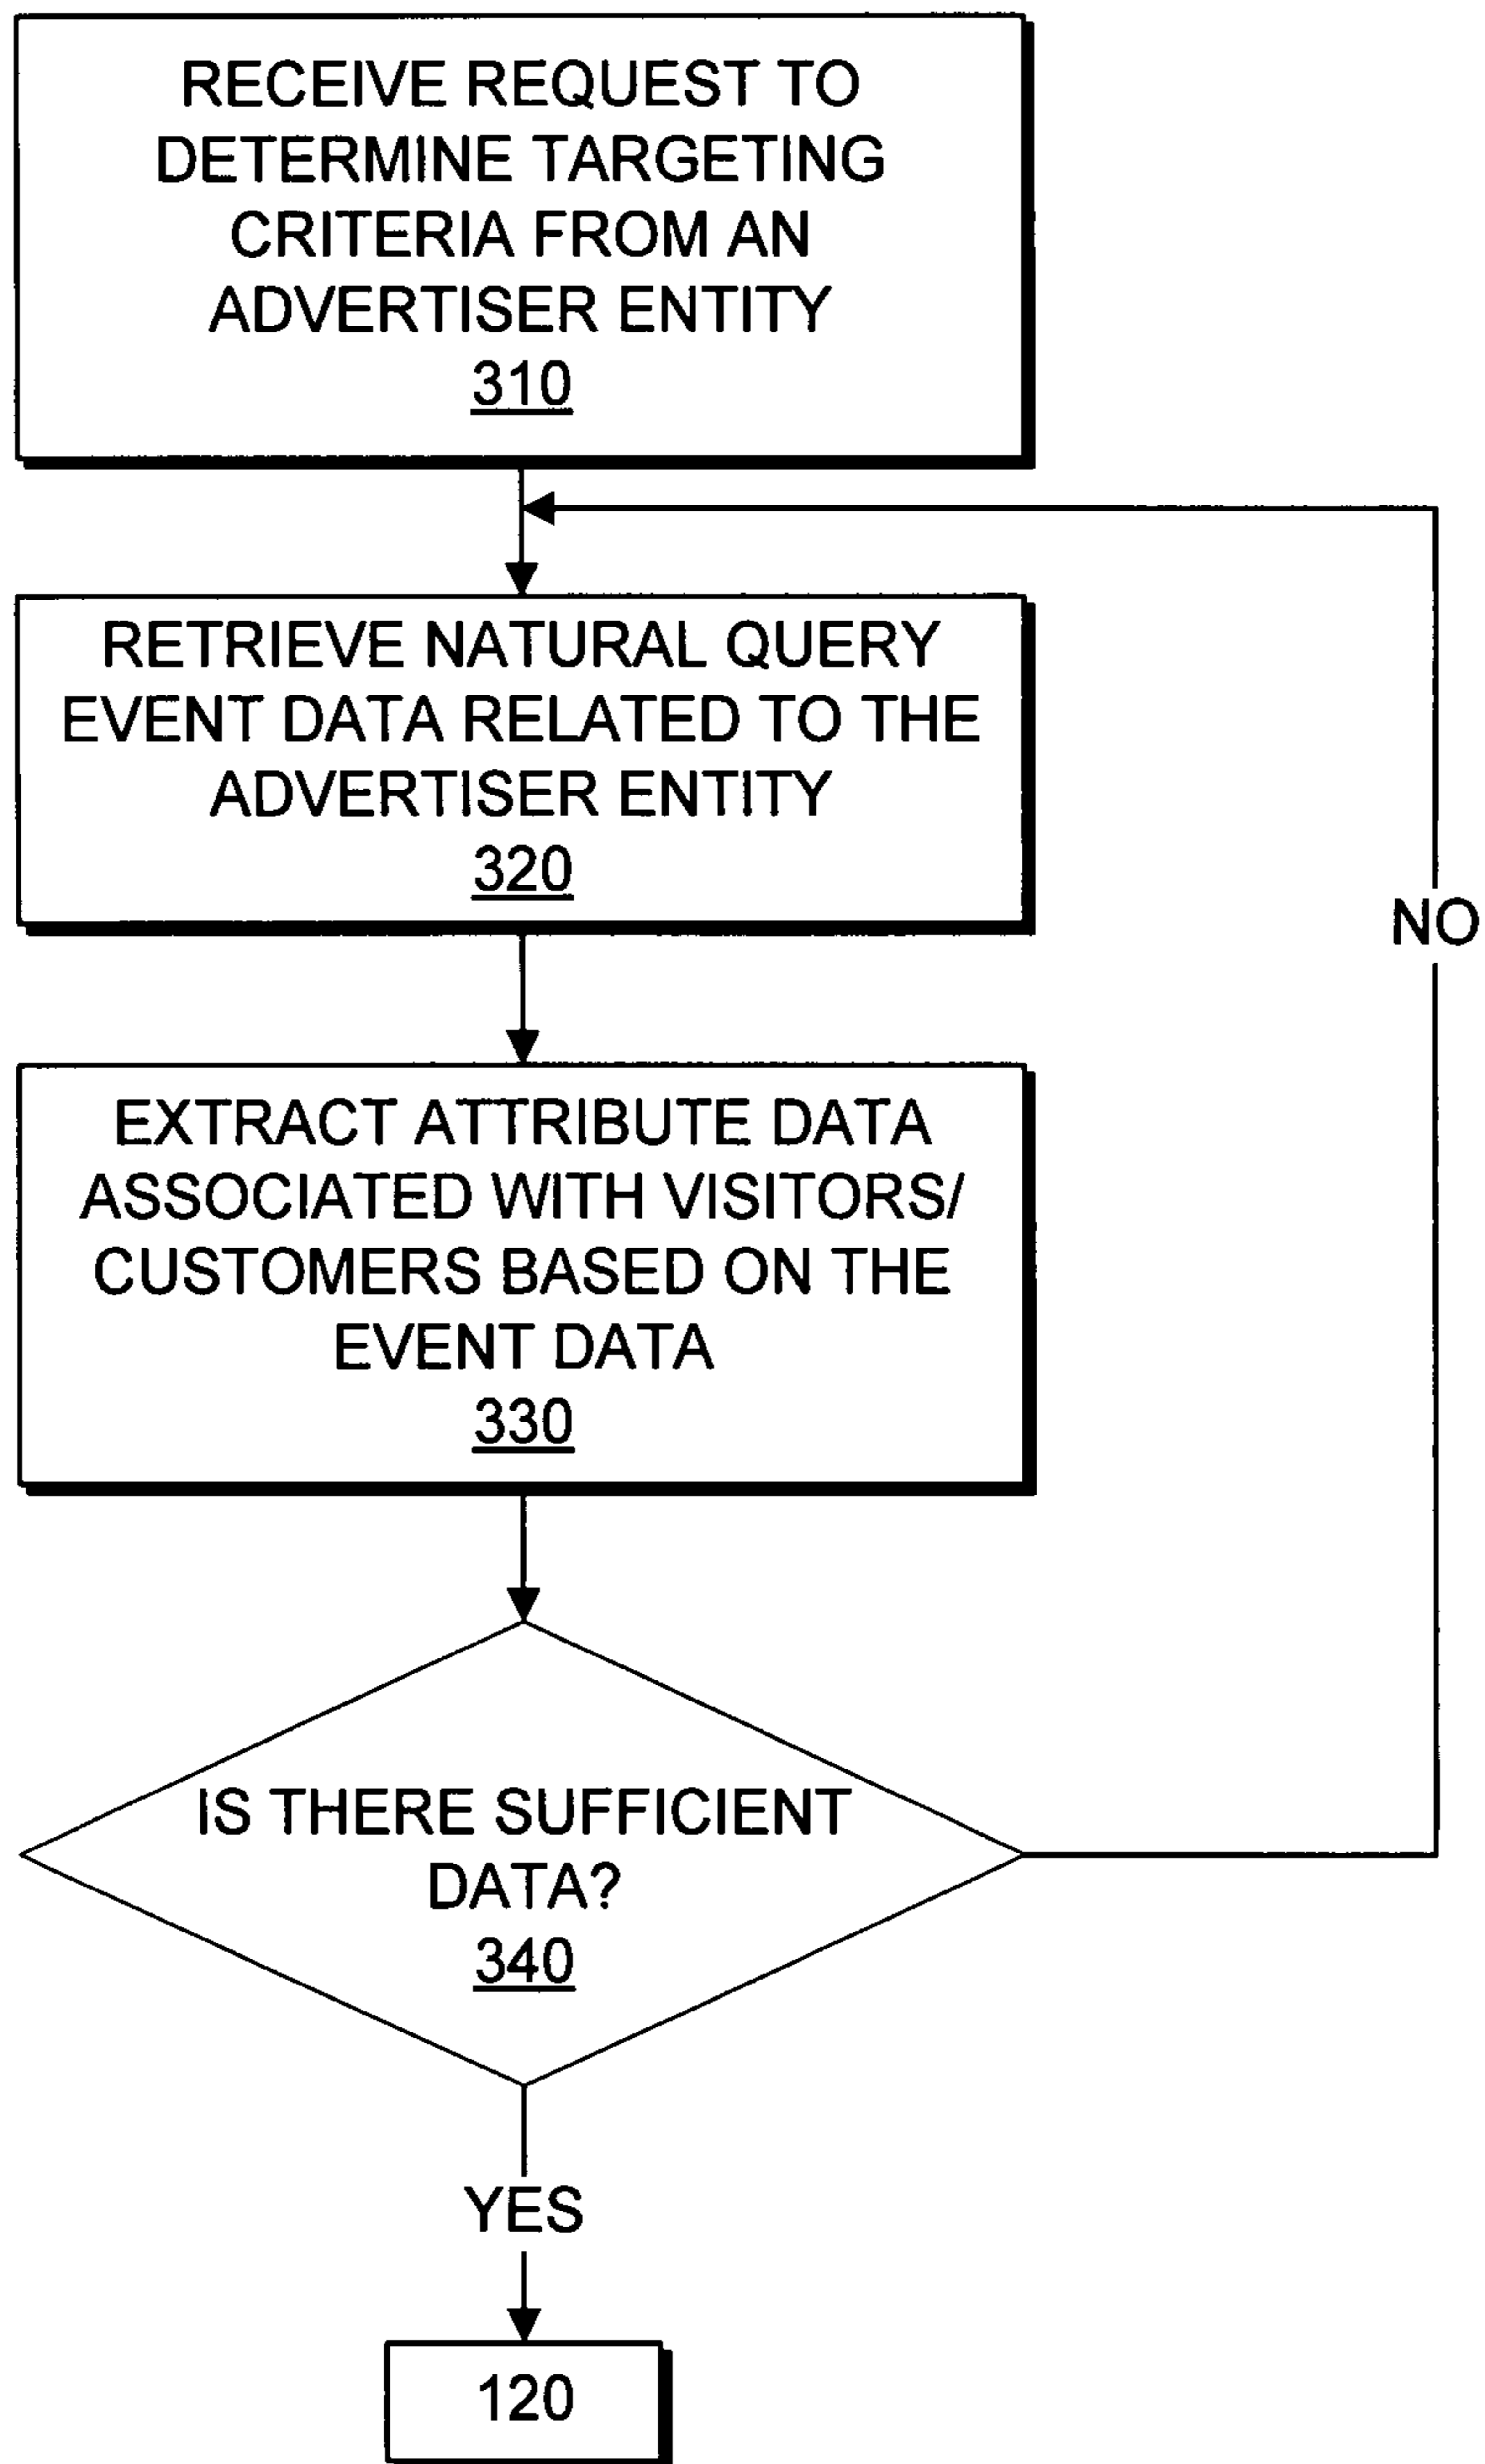 RECEIVE REQUEST TO
DETERMINE TARGETING
CRITERIA FROM AN
ADVERTISER ENTITY
310
RETRIEVE NATURAL QUERY
EVENT DATA RELATED TO THE
ADVERTISER ENTITY
320
NO
EXTRACT ATTRIBUTE DATA
ASSOCIATED WITH VISITORS/
CUSTOMERS BASED ON THE
EVENT DATA
330
IS THERE SUFFICIENT
DATA?
340
YES
120